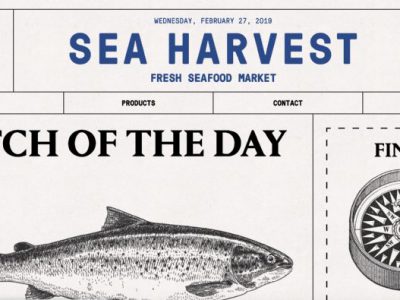 WEDNESDAY, FEBRUARY 27, 2019
SEA HARVEST
FRESH SEAFOOD MARKET
PRODUCTS
CONTACT
TCH OF THE DAY
FIN